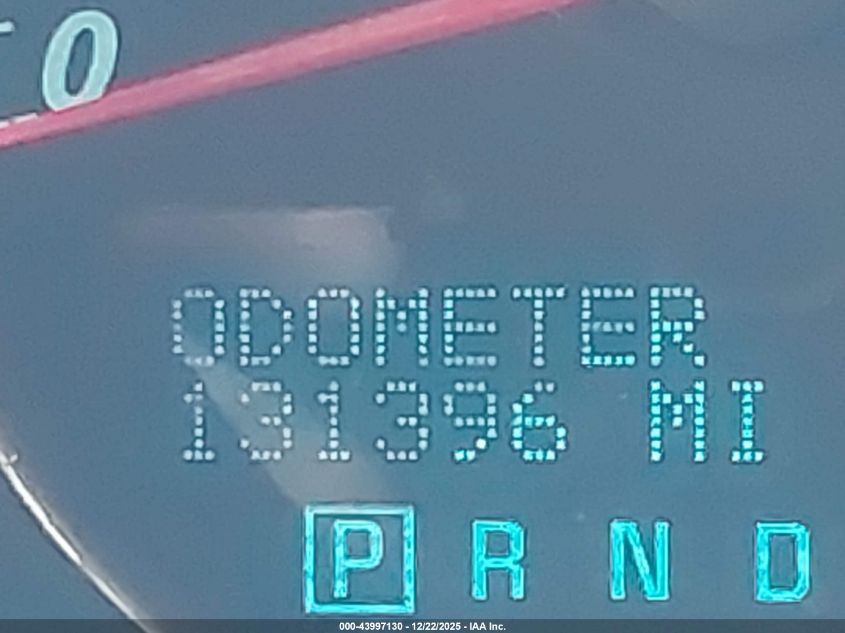 0
ODOMETER
131396 MI
P R N D
000-43997130 - 12/22/2025 - IAA Inc.